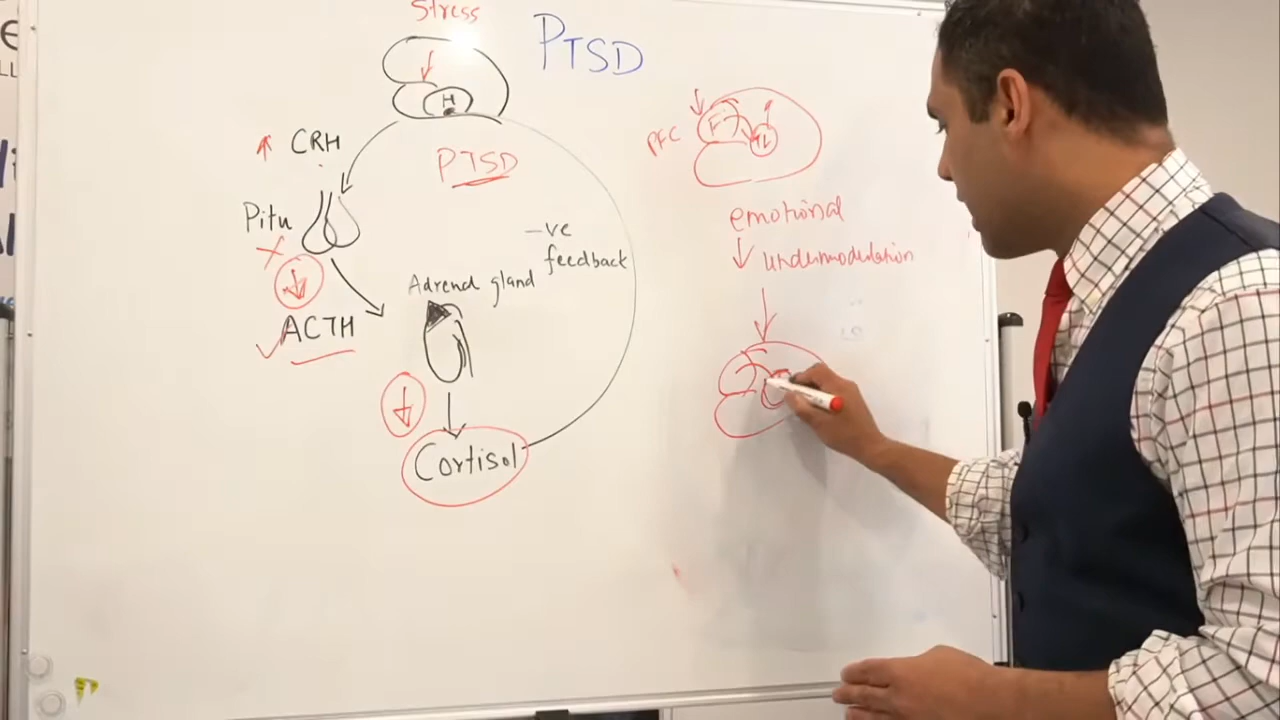 Stress
PTSD
H
CRH
PTSD
Pitu
-ve
feedback
Adrenal gland
ACTH
Cortisol
PFC
F
emotional
undermodulation